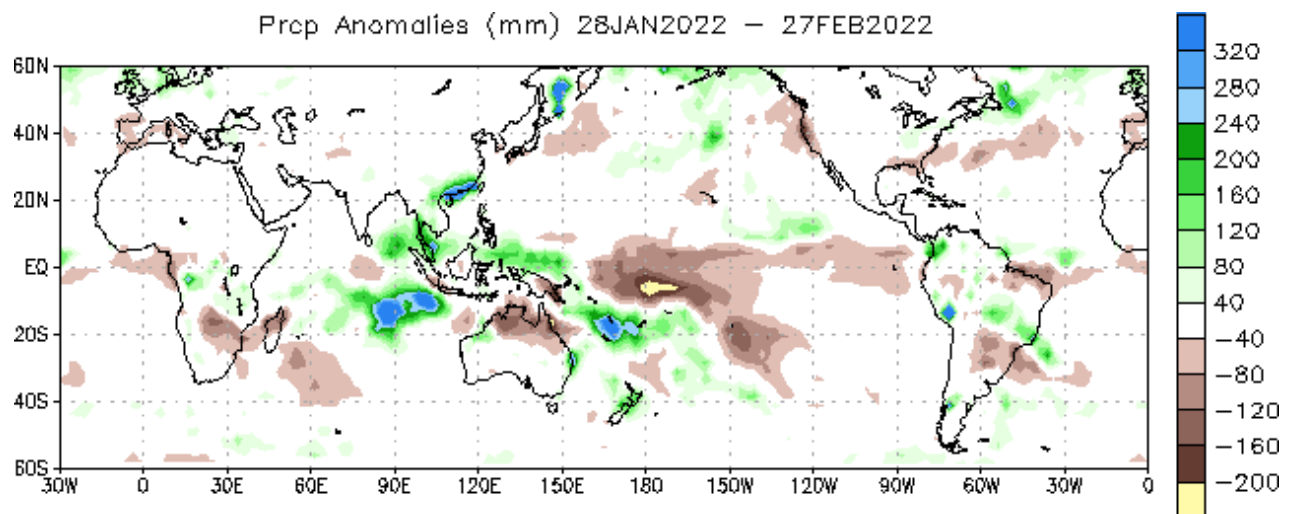 Prcp Anomalies (mm) 28JAN2022 – 27FEB2022
60N
40N
20N
EQ
20S
40S
60S
30W 0 30E 60E 90E 120E 150E 180 150W 120W 90W 60W 30W 0
320
280
240
200
160
120
80
40
−40
−80
−120
−160
−200